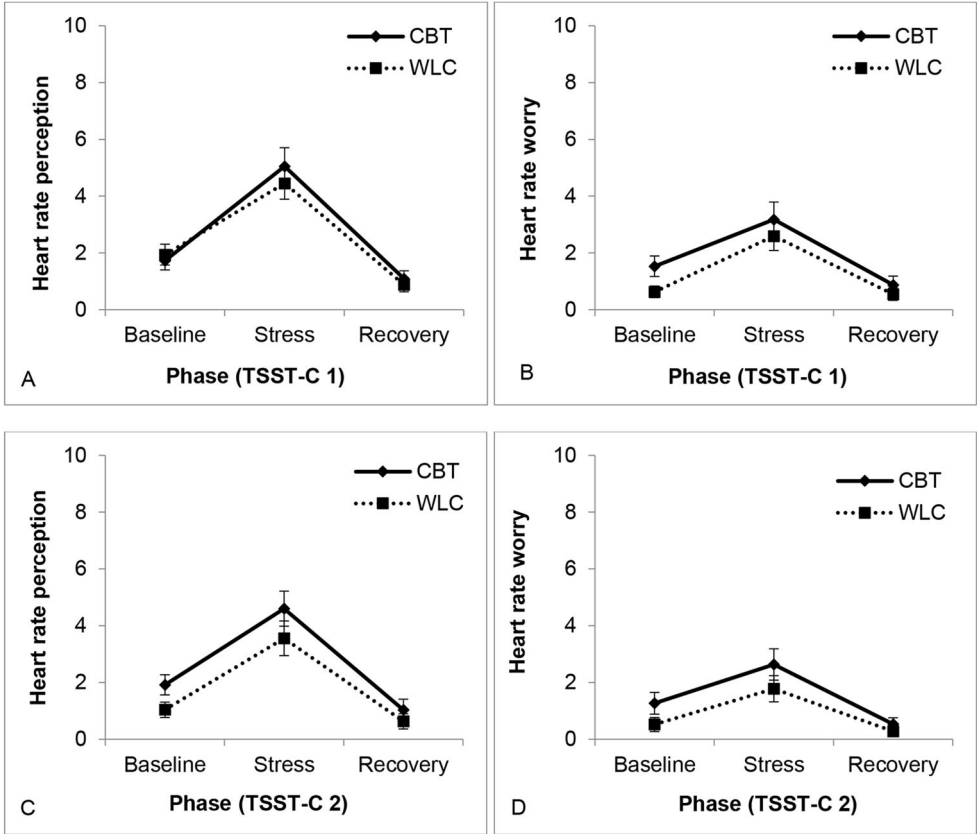 10
8
6
4
2
0
Heart rate perception
CBT
WLC
Baseline Stress Recovery
Phase (TSST-C 1)
A
10
8
6
4
2
0
Heart rate worry
CBT
WLC
Baseline Stress Recovery
Phase (TSST-C 1)
B
10
8
6
4
2
0
Heart rate perception
CBT
WLC
Baseline Stress Recovery
Phase (TSST-C 2)
C
10
8
6
4
2
0
Heart rate worry
CBT
WLC
Baseline Stress Recovery
Phase (TSST-C 2)
D